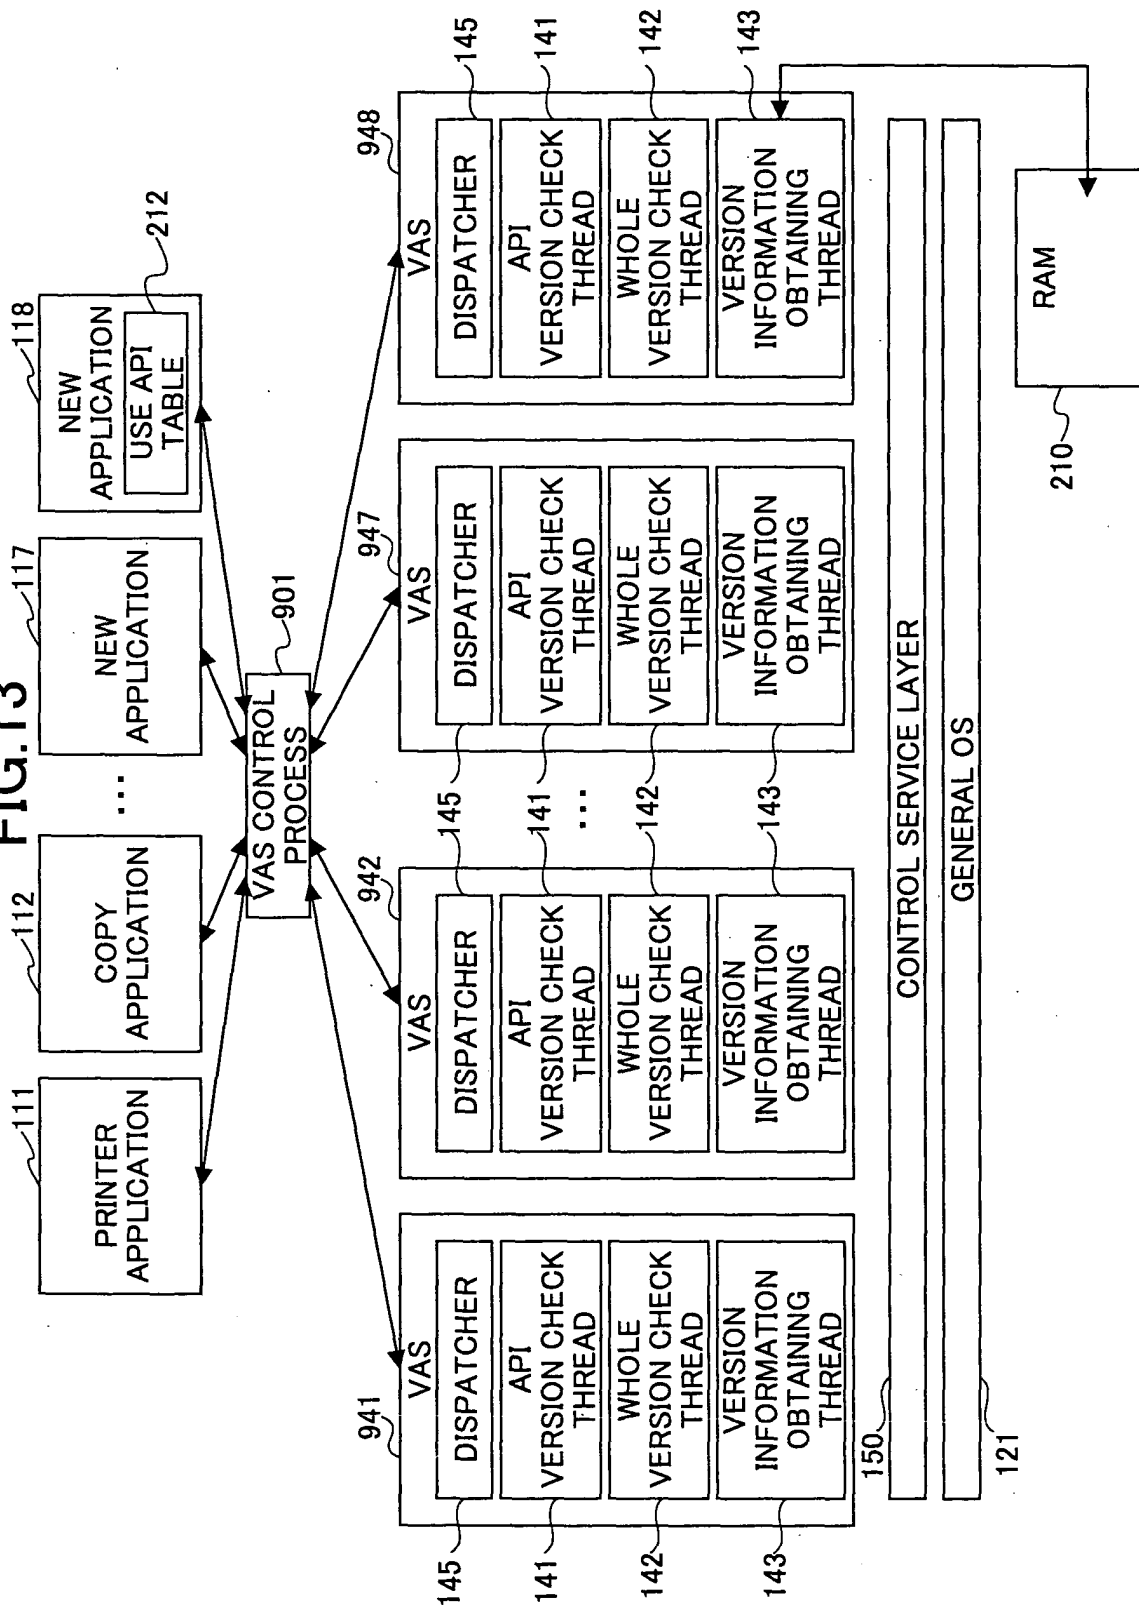 FIG.13
111
PRINTER
APPLICATION
112
COPY
APPLICATION
...
117
NEW
APPLICATION
118
NEW
APPLICATION
USE API
TABLE
212
VAS CONTROL
PROCESS
901
941
VAS
DISPATCHER
API
VERSION CHECK
THREAD
WHOLE
VERSION CHECK
THREAD
VERSION
INFORMATION
OBTAINING
THREAD
145
141
142
143
942
VAS
DISPATCHER
API
VERSION CHECK
THREAD
WHOLE
VERSION CHECK
THREAD
VERSION
INFORMATION
OBTAINING
THREAD
145
141
...
142
143
947
VAS
DISPATCHER
API
VERSION CHECK
THREAD
WHOLE
VERSION CHECK
THREAD
VERSION
INFORMATION
OBTAINING
THREAD
948
VAS
DISPATCHER
API
VERSION CHECK
THREAD
WHOLE
VERSION CHECK
THREAD
VERSION
INFORMATION
OBTAINING
THREAD
145
141
142
143
150
CONTROL SERVICE LAYER
121
GENERAL OS
210
RAM